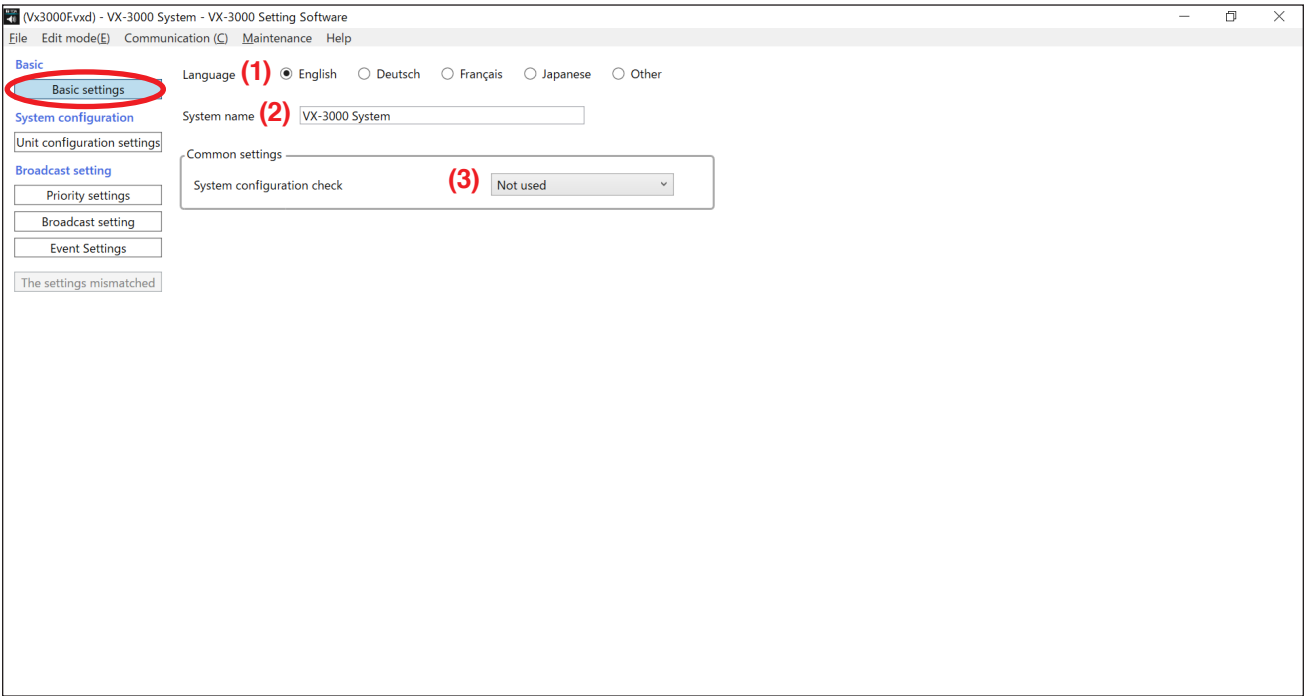 (Vx3000F.vxd) - VX-3000 System - VX-3000 Setting Software
File Edit mode(E) Communication (C) Maintenance Help
Basic
Basic settings
System configuration
Unit configuration settings
Broadcast setting
Priority settings
Broadcast setting
Event Settings
The settings mismatched
Language (1) English Deutsch Français Japanese Other
System name (2) VX-3000 System
Common settings
System configuration check (3) Not used